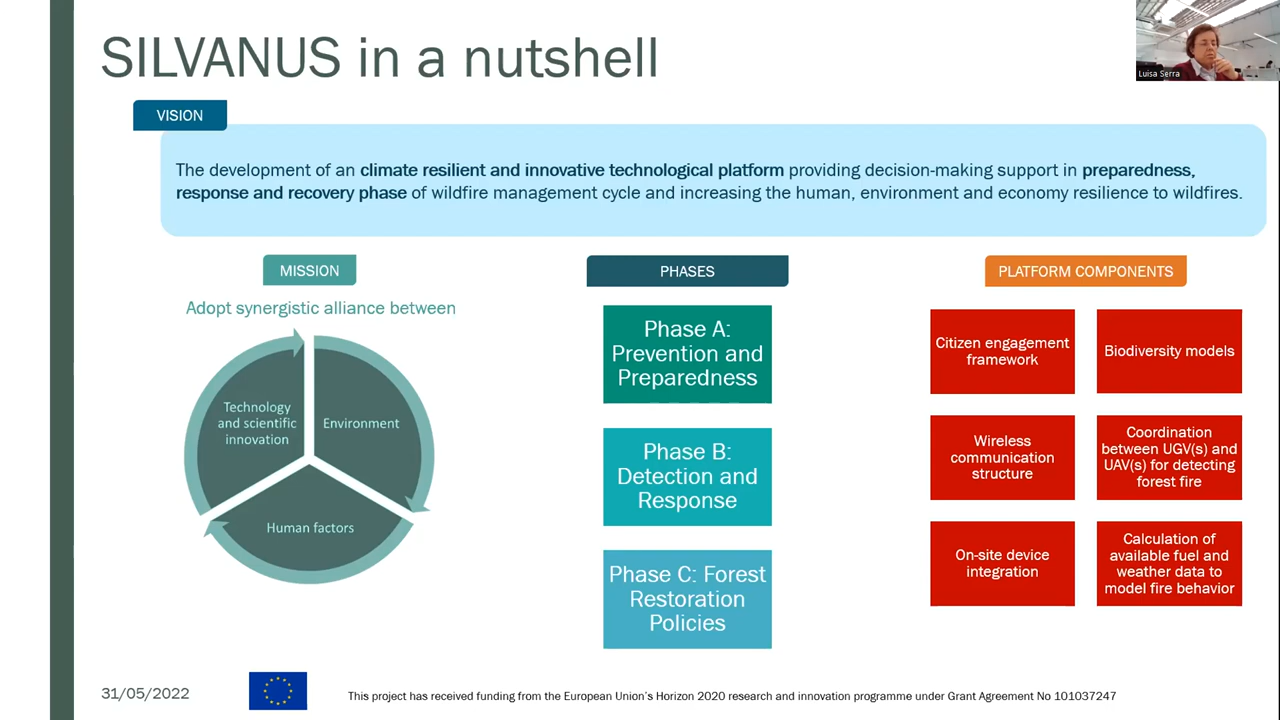 SILVANUS in a nutshell
Luisa Serra
VISION
The development of an climate resilient and innovative technological platform providing decision-making support in preparedness,
response and recovery phase of wildfire management cycle and increasing the human, environment and economy resilience to wildfires.
MISSION
Adopt synergistic alliance between
Technology
and scientific
innovation
Environment
Human factors
PHASES
Phase A:
Prevention and
Preparedness
Phase B:
Detection and
Response
Phase C: Forest
Restoration
Policies
PLATFORM COMPONENTS
Citizen engagement
framework
Biodiversity models
Wireless
communication
structure
Coordination
between UGV(s) and
UAV(s) for detecting
forest fire
On-site device
integration
Calculation of
available fuel and
weather data to
model fire behavior
31/05/2022
This project has received funding from the European Union's Horizon 2020 research and innovation programme under Grant Agreement No 101037247